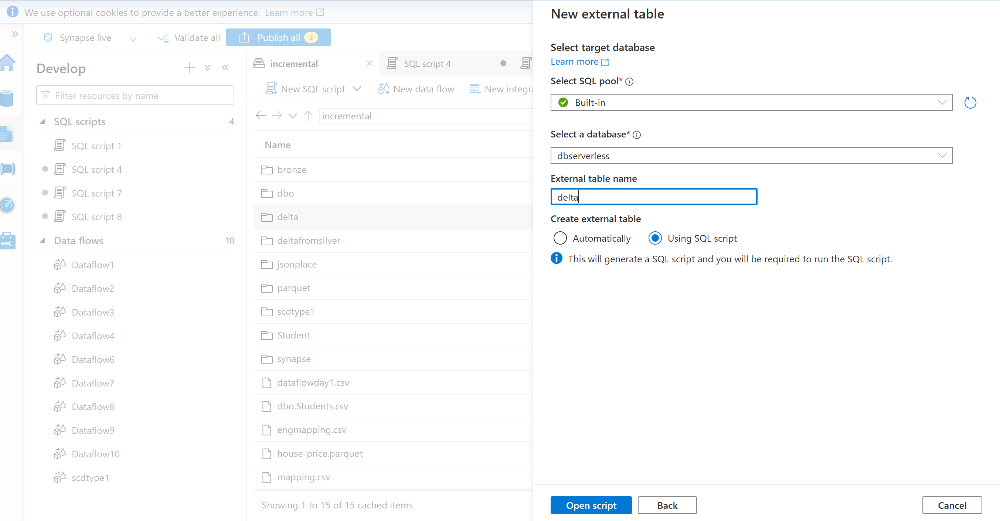 We use optional cookies to provide a better experience. Learn more
Synapse live
Validate all
Publish all 3
Develop
Filter resources by name
SQL scripts 4
SQL script 1
SQL script 4
SQL script 7
SQL script 8
Data flows 10
Dataflow1
Dataflow2
Dataflow3
Dataflow4
Dataflow6
Dataflow7
Dataflow8
Dataflow9
Dataflow10
scdtype1
incremental
SQL script 4
New SQL script
New data flow
New integra
incremental
Name
bronze
dbo
delta
deltafromsilver
jsonplace
parquet
scdtype1
Student
synapse
dataflowday1.csv
dbo.Students.csv
engmapping.csv
house-price.parquet
mapping.csv
Showing 1 to 15 of 15 cached items
New external table
Select target database
Learn more
Select SQL pool*
Built-in
Select a database*
dbserverless
External table name
delta
Create external table
Automatically
Using SQL script
This will generate a SQL script and you will be required to run the SQL script.
Open script
Back
Cancel